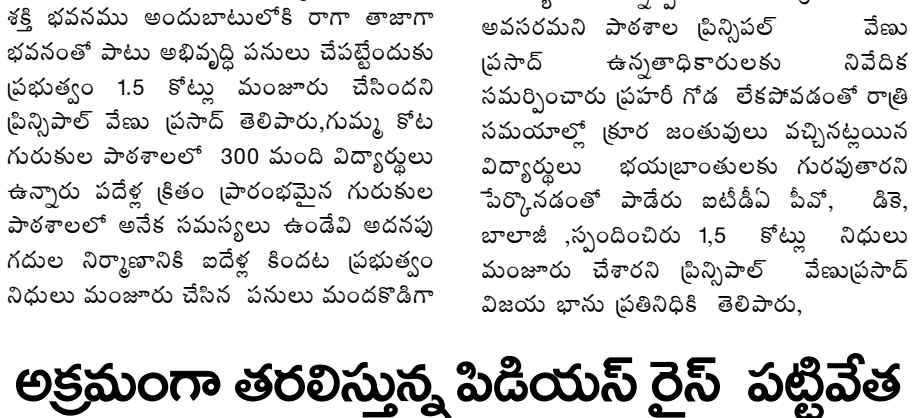 శక్తి భవనము అందుబాటులోకి రాగా తాజాగా
భవనంతో పాటు అభివృద్ధి పనులు చేపట్టేందుకు
ప్రభుత్వం 1.5 కోట్లు మంజూరు చేసిందని
ప్రిన్సిపాల్ వేణు ప్రసాద్ తెలిపారు,గుమ్మ కోట
గురుకుల పాఠశాలలో 300 మంది విద్యార్థులు
ఉన్నారు పదేళ్ల క్రితం ప్రారంభమైన గురుకుల
పాఠశాలలో అనేక సమస్యలు ఉండేవి అదనపు
గదుల నిర్మాణానికి ఐదేళ్ల కిందట ప్రభుత్వం
నిధులు మంజూరు చేసిన పనులు మందకొడిగా
అవసరమని పాఠశాల ప్రిన్సిపల్ వేణు
ప్రసాద్ ఉన్నతాధికారులకు నివేదిక
సమర్పించారు ప్రహరీ గోడ లేకపోవడంతో రాత్రి
సమయాల్లో క్రూర జంతువులు వచ్చినట్లయిన
విద్యార్థులు భయబ్రాంతులకు గురవుతారని
పేర్కొనడంతో పాడేరు ఐటీడీఏ పీవో, డికె,
బాలాజీ ,స్పందించిరు 1,5 కోట్లు నిధులు
మంజూరు చేశారని ప్రిన్సిపాల్ వేణుప్రసాద్
విజయ భాను ప్రతినిధికి తెలిపారు,
అక్రమంగా తరలిస్తున్న పిడియస్ రైస్ పట్టివేత